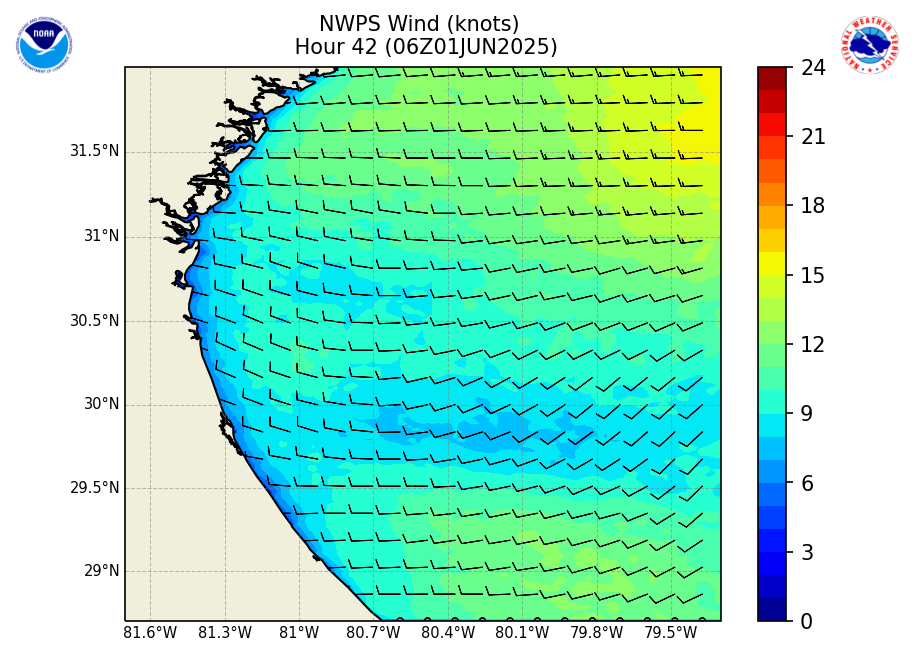 NWPS Wind (knots)
Hour 42 (06Z01JUN2025)
NOAA
NATIONAL WEATHER SERVICE
31.5°N
31°N
30.5°N
30°N
29.5°N
29°N
81.6°W 81.3°W 81°W 80.7°W 80.4°W 80.1°W 79.8°W 79.5°W
24
21
18
15
12
9
6
3
0